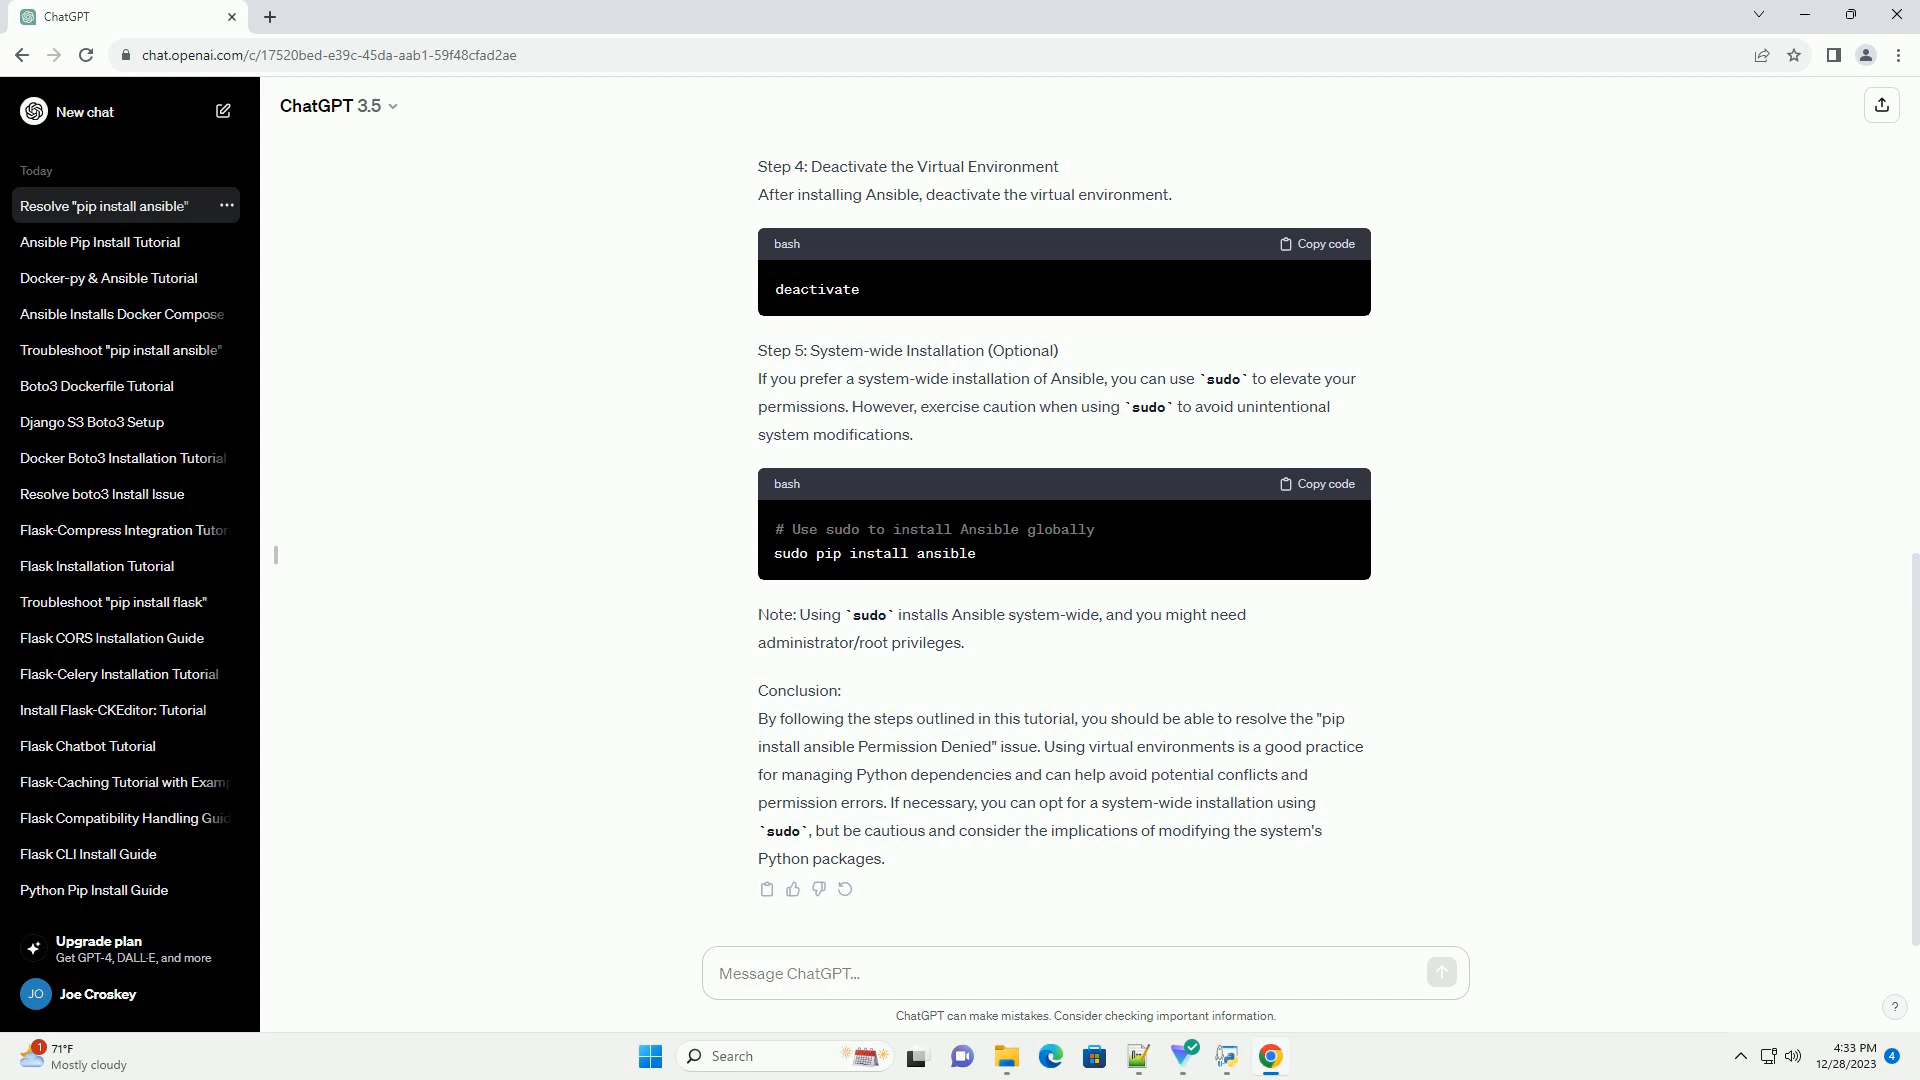 ChatGPT
chat.openai.com/c/17520bed-e39c-45da-aab1-59f48cfad2ae
New chat
Today
Resolve "pip install ansible"
Ansible Pip Install Tutorial
Docker-py & Ansible Tutorial
Ansible Installs Docker Compose
Troubleshoot "pip install ansible"
Boto3 Dockerfile Tutorial
Django S3 Boto3 Setup
Docker Boto3 Installation Tutorial
Resolve boto3 Install Issue
Flask-Compress Integration Tutor
Flask Installation Tutorial
Troubleshoot "pip install flask"
Flask CORS Installation Guide
Flask-Celery Installation Tutorial
Install Flask-CKEditor: Tutorial
Flask Chatbot Tutorial
Flask-Caching Tutorial with Examp
Flask Compatibility Handling Guid
Flask CLI Install Guide
Python Pip Install Guide
Upgrade plan
Get GPT-4, DALL·E, and more
JO Joe Croskey
ChatGPT 3.5
Step 4: Deactivate the Virtual Environment
After installing Ansible, deactivate the virtual environment.
bash Copy code
deactivate
Step 5: System-wide Installation (Optional)
If you prefer a system-wide installation of Ansible, you can use `sudo` to elevate your
permissions. However, exercise caution when using `sudo` to avoid unintentional
system modifications.
bash Copy code
# Use sudo to install Ansible globally
sudo pip install ansible
Note: Using `sudo` installs Ansible system-wide, and you might need
administrator/root privileges.
Conclusion:
By following the steps outlined in this tutorial, you should be able to resolve the "pip
install ansible Permission Denied" issue. Using virtual environments is a good practice
for managing Python dependencies and can help avoid potential conflicts and
permission errors. If necessary, you can opt for a system-wide installation using
`sudo`, but be cautious and consider the implications of modifying the system's
Python packages.
Message ChatGPT...
ChatGPT can make mistakes. Consider checking important information.
?
1
71°F
Mostly cloudy
Search
4:33 PM
12/28/2023
4